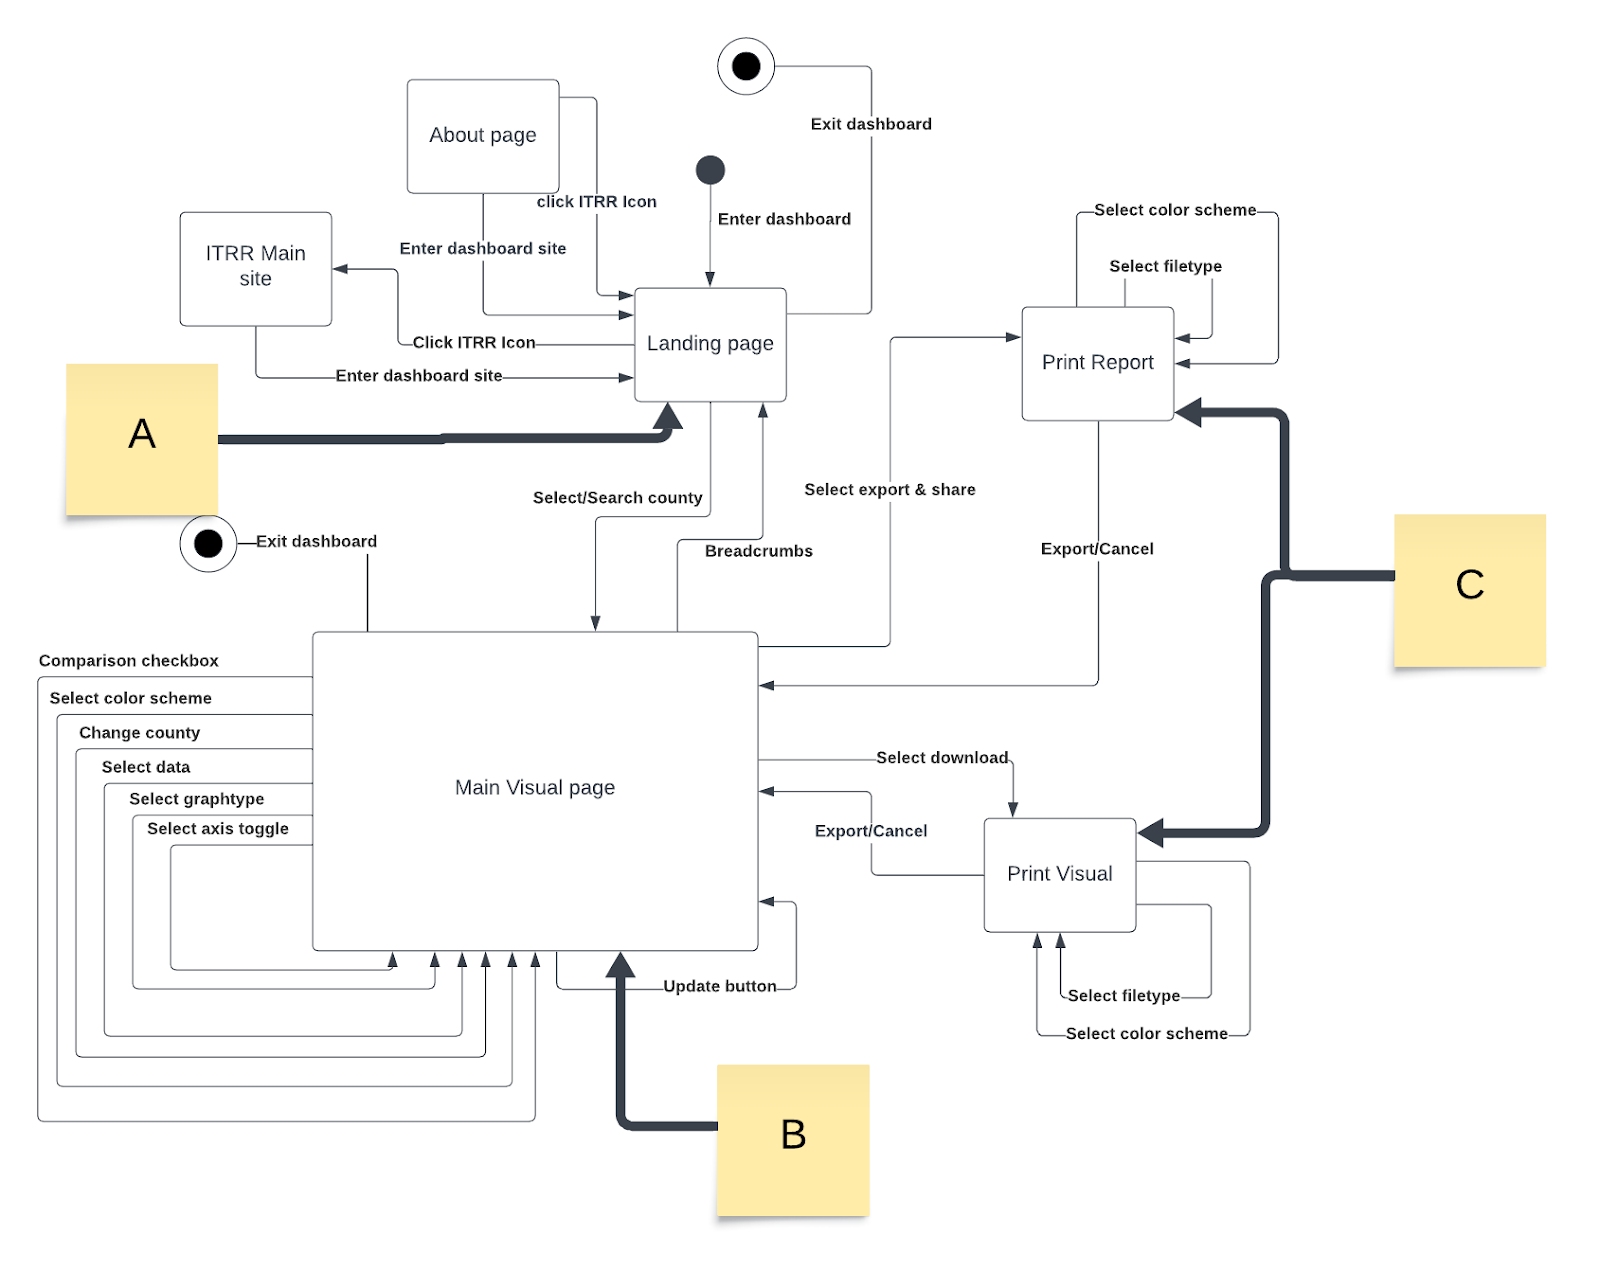 About page
Exit dashboard
click ITRR Icon
Enter dashboard
Enter dashboard site
ITRR Main
site
Click ITRR Icon
Enter dashboard site
Landing page
A
Select color scheme
Select filetype
Print Report
Select/Search county
Breadcrumbs
Select export & share
Export/Cancel
C
Exit dashboard
Comparison checkbox
Select color scheme
Change county
Select data
Select graphtype
Select axis toggle
Main Visual page
Select download
Export/Cancel
Print Visual
Update button
Select filetype
Select color scheme
B